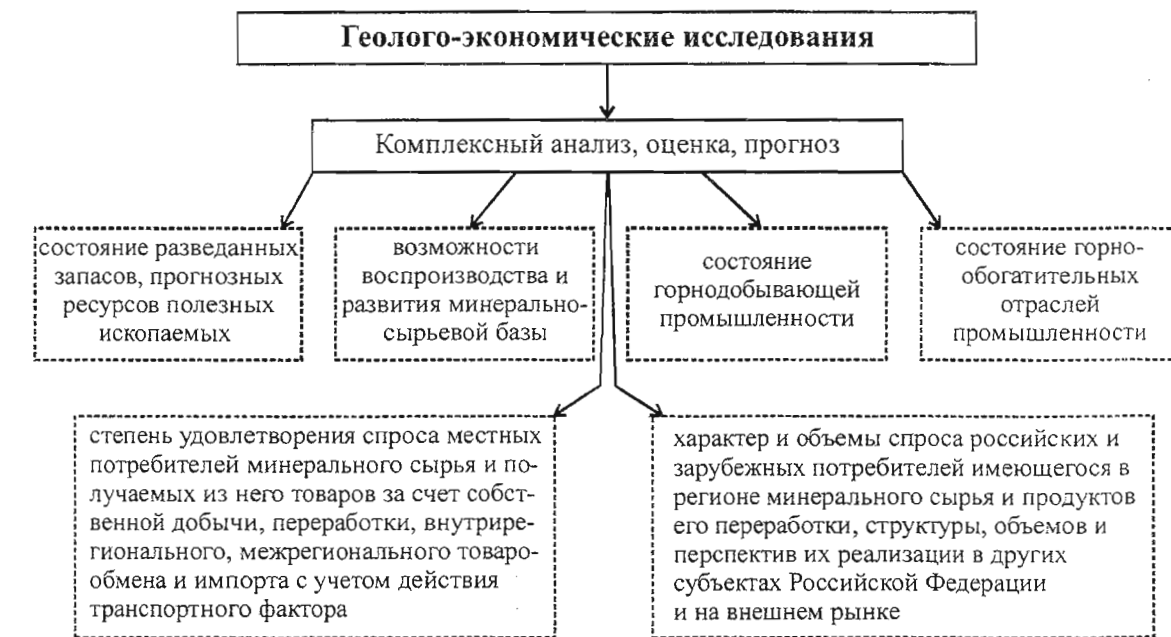 Геолого-экономические исследования
Комплексный анализ, оценка, прогноз
состояние разведанных
запасов, прогнозных
ресурсов полезных
ископаемых
возможности
воспроизводства и
развития минерально-
сырьевой базы
состояние
горнодобывающей
промышленности
состояние горно-
обогатительных
отраслей
промышленности
степень удовлетворения спроса местных
потребителей минерального сырья и по-
лучаемых из него товаров за счет собст-
венной добычи, переработки, внутрире-
гионального, межрегионального товаро-
обмена и импорта с учетом действия
транспортного фактора
характер и объемы спроса российских и
зарубежных потребителей имеющегося в
регионе минерального сырья и продуктов
его переработки, структуры, объемов и
перспектив их реализации в других
субъектах Российской Федерации
и на внешнем рынке